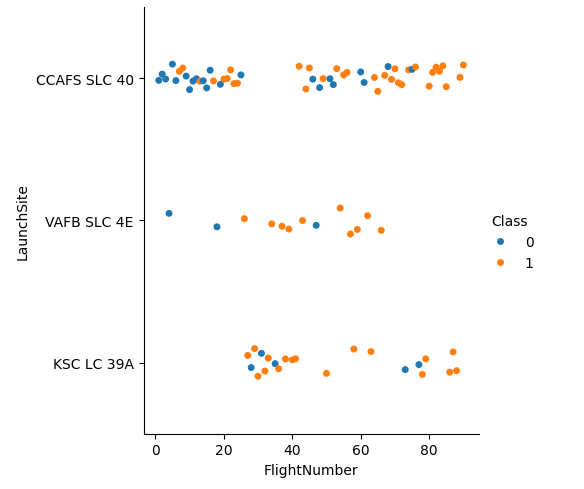 CCAFS SLC 40
VAFB SLC 4E
KSC LC 39A
LaunchSite
0 20 40 60 80
FlightNumber
Class
0
1